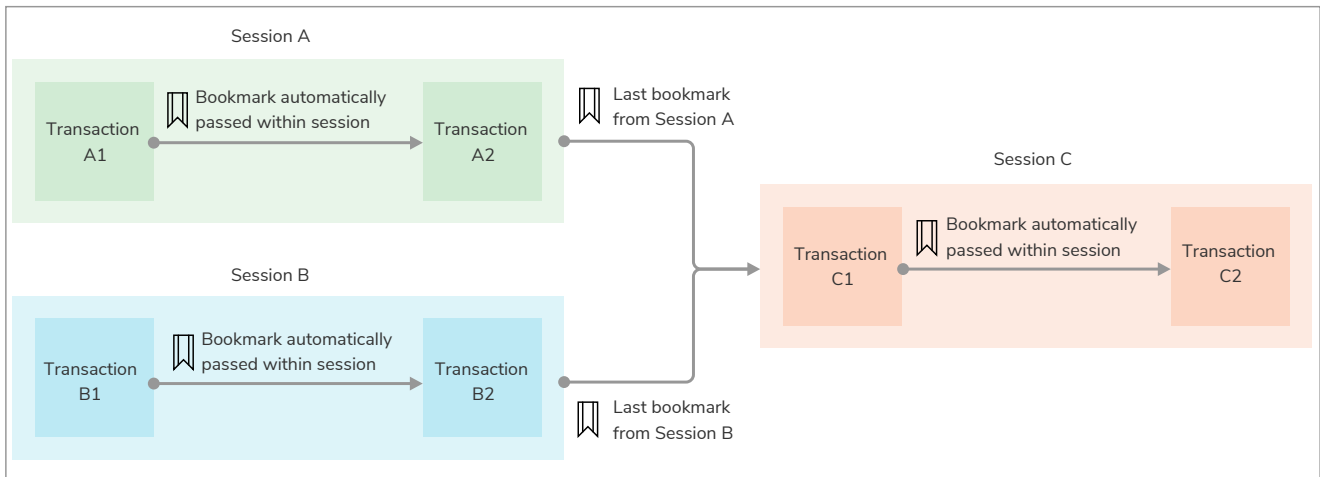 Session A
Transaction
A1
Bookmark automatically
passed within session
Transaction
A2
Last bookmark
from Session A
Session B
Transaction
B1
Bookmark automatically
passed within session
Transaction
B2
Last bookmark
from Session B
Session C
Transaction
C1
Bookmark automatically
passed within session
Transaction
C2